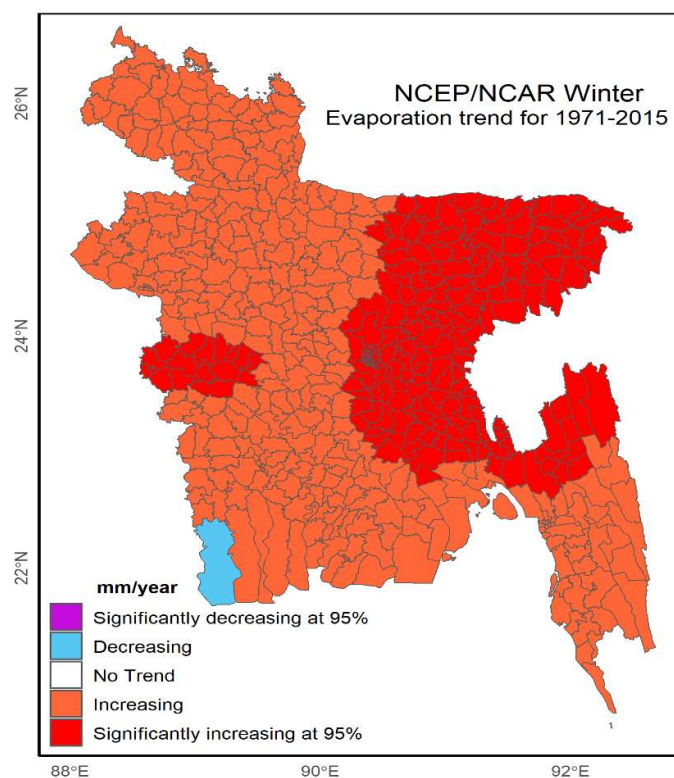 NCEP/NCAR Winter
Evaporation trend for 1971-2015
26°N
24°N
22°N
mm/year
Significantly decreasing at 95%
Decreasing
No Trend
Increasing
Significantly increasing at 95%
88°E
90°E
92°E